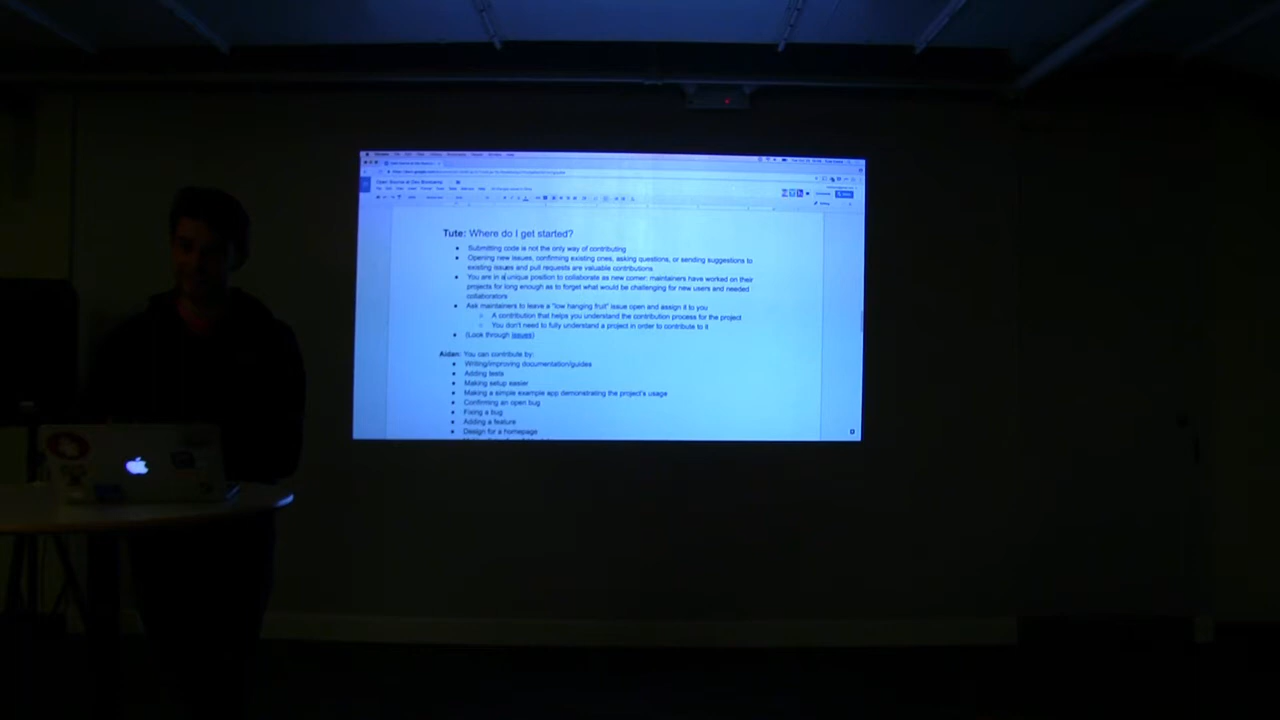 Open Source at Dev Bootcamp
Tute: Where do I get started?
Submitting code is not the only way of contributing
Opening new issues, confirming existing ones, asking questions, or sending suggestions to
existing issues and pull requests are valuable contributions
You are in a unique position to collaborate as new comer: maintainers have worked on their
projects for long enough as to forget what would be challenging for new users and needed
collaborators
Ask maintainers to leave a "low hanging fruit" issue open and assign it to you
A contribution that helps you understand the contribution process for the project
You don't need to fully understand a project in order to contribute to it
(Look through issues)
Aidan: You can contribute by:
Writing/improving documentation/guides
Adding tests
Making setup easier
Making a simple example app demonstrating the project's usage
Confirming an open bug
Fixing a bug
Adding a feature
Design for a homepage